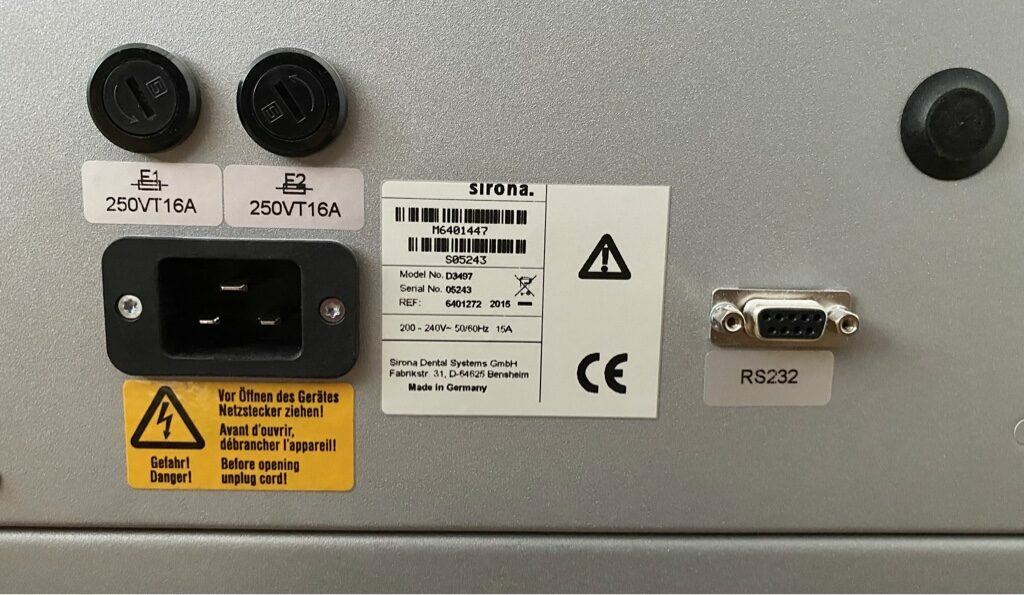 F1
250VT16A
F2
250VT16A
sirona.
M6401447
S05243
Model No. D3497
Serial No. 05243
REF: 6401272 2015
200 - 240V~ 50/60Hz 15A
Sirona Dental Systems GmbH
Fabrikstr. 31, D-64625 Bensheim
Made in Germany
CE
RS232
Gefahr!
Danger!
Vor Öffnen des Gerätes
Netzstecker ziehen!
Avant d'ouvrir,
débrancher l'appareil!
Before opening
unplug cord!